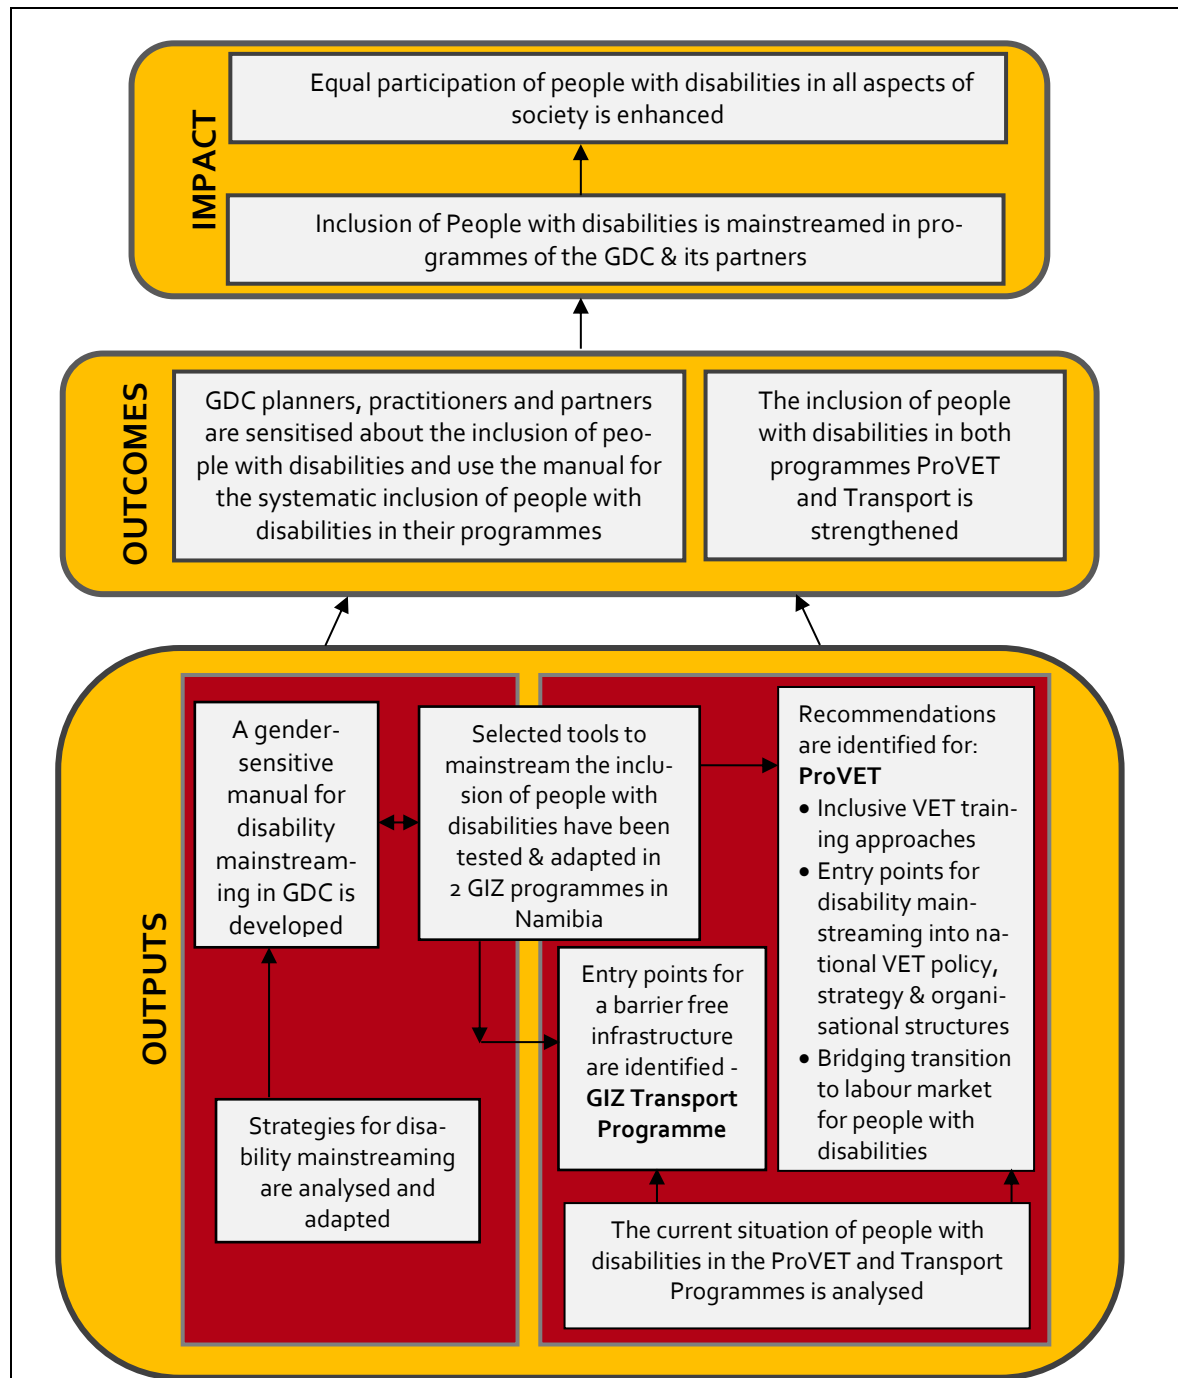 IMPACT
Equal participation of people with disabilities in all aspects of
society is enhanced
Inclusion of People with disabilities is mainstreamed in pro-
grammes of the GDC & its partners
OUTCOMES
GDC planners, practitioners and partners
are sensitised about the inclusion of peo-
ple with disabilities and use the manual for
the systematic inclusion of people with
disabilities in their programmes
The inclusion of people
with disabilities in both
programmes ProVET
and Transport is
strengthened
OUTPUTS
A gender-
sensitive
manual for
disability
mainstream-
ing in GDC is
developed
Selected tools to
mainstream the inclu-
sion of people with
disabilities have been
tested & adapted in
2 GIZ programmes in
Namibia
Recommendations
are identified for:
ProVET
• Inclusive VET train-
ing approaches
• Entry points for
disability main-
streaming into na-
tional VET policy,
strategy & organi-
sational structures
• Bridging transition
to labour market
for people with
disabilities
Entry points for
a barrier free
infrastructure
are identified -
GIZ Transport
Programme
Strategies for disa-
bility mainstreaming
are analysed and
adapted
The current situation of people with
disabilities in the ProVET and Transport
Programmes is analysed